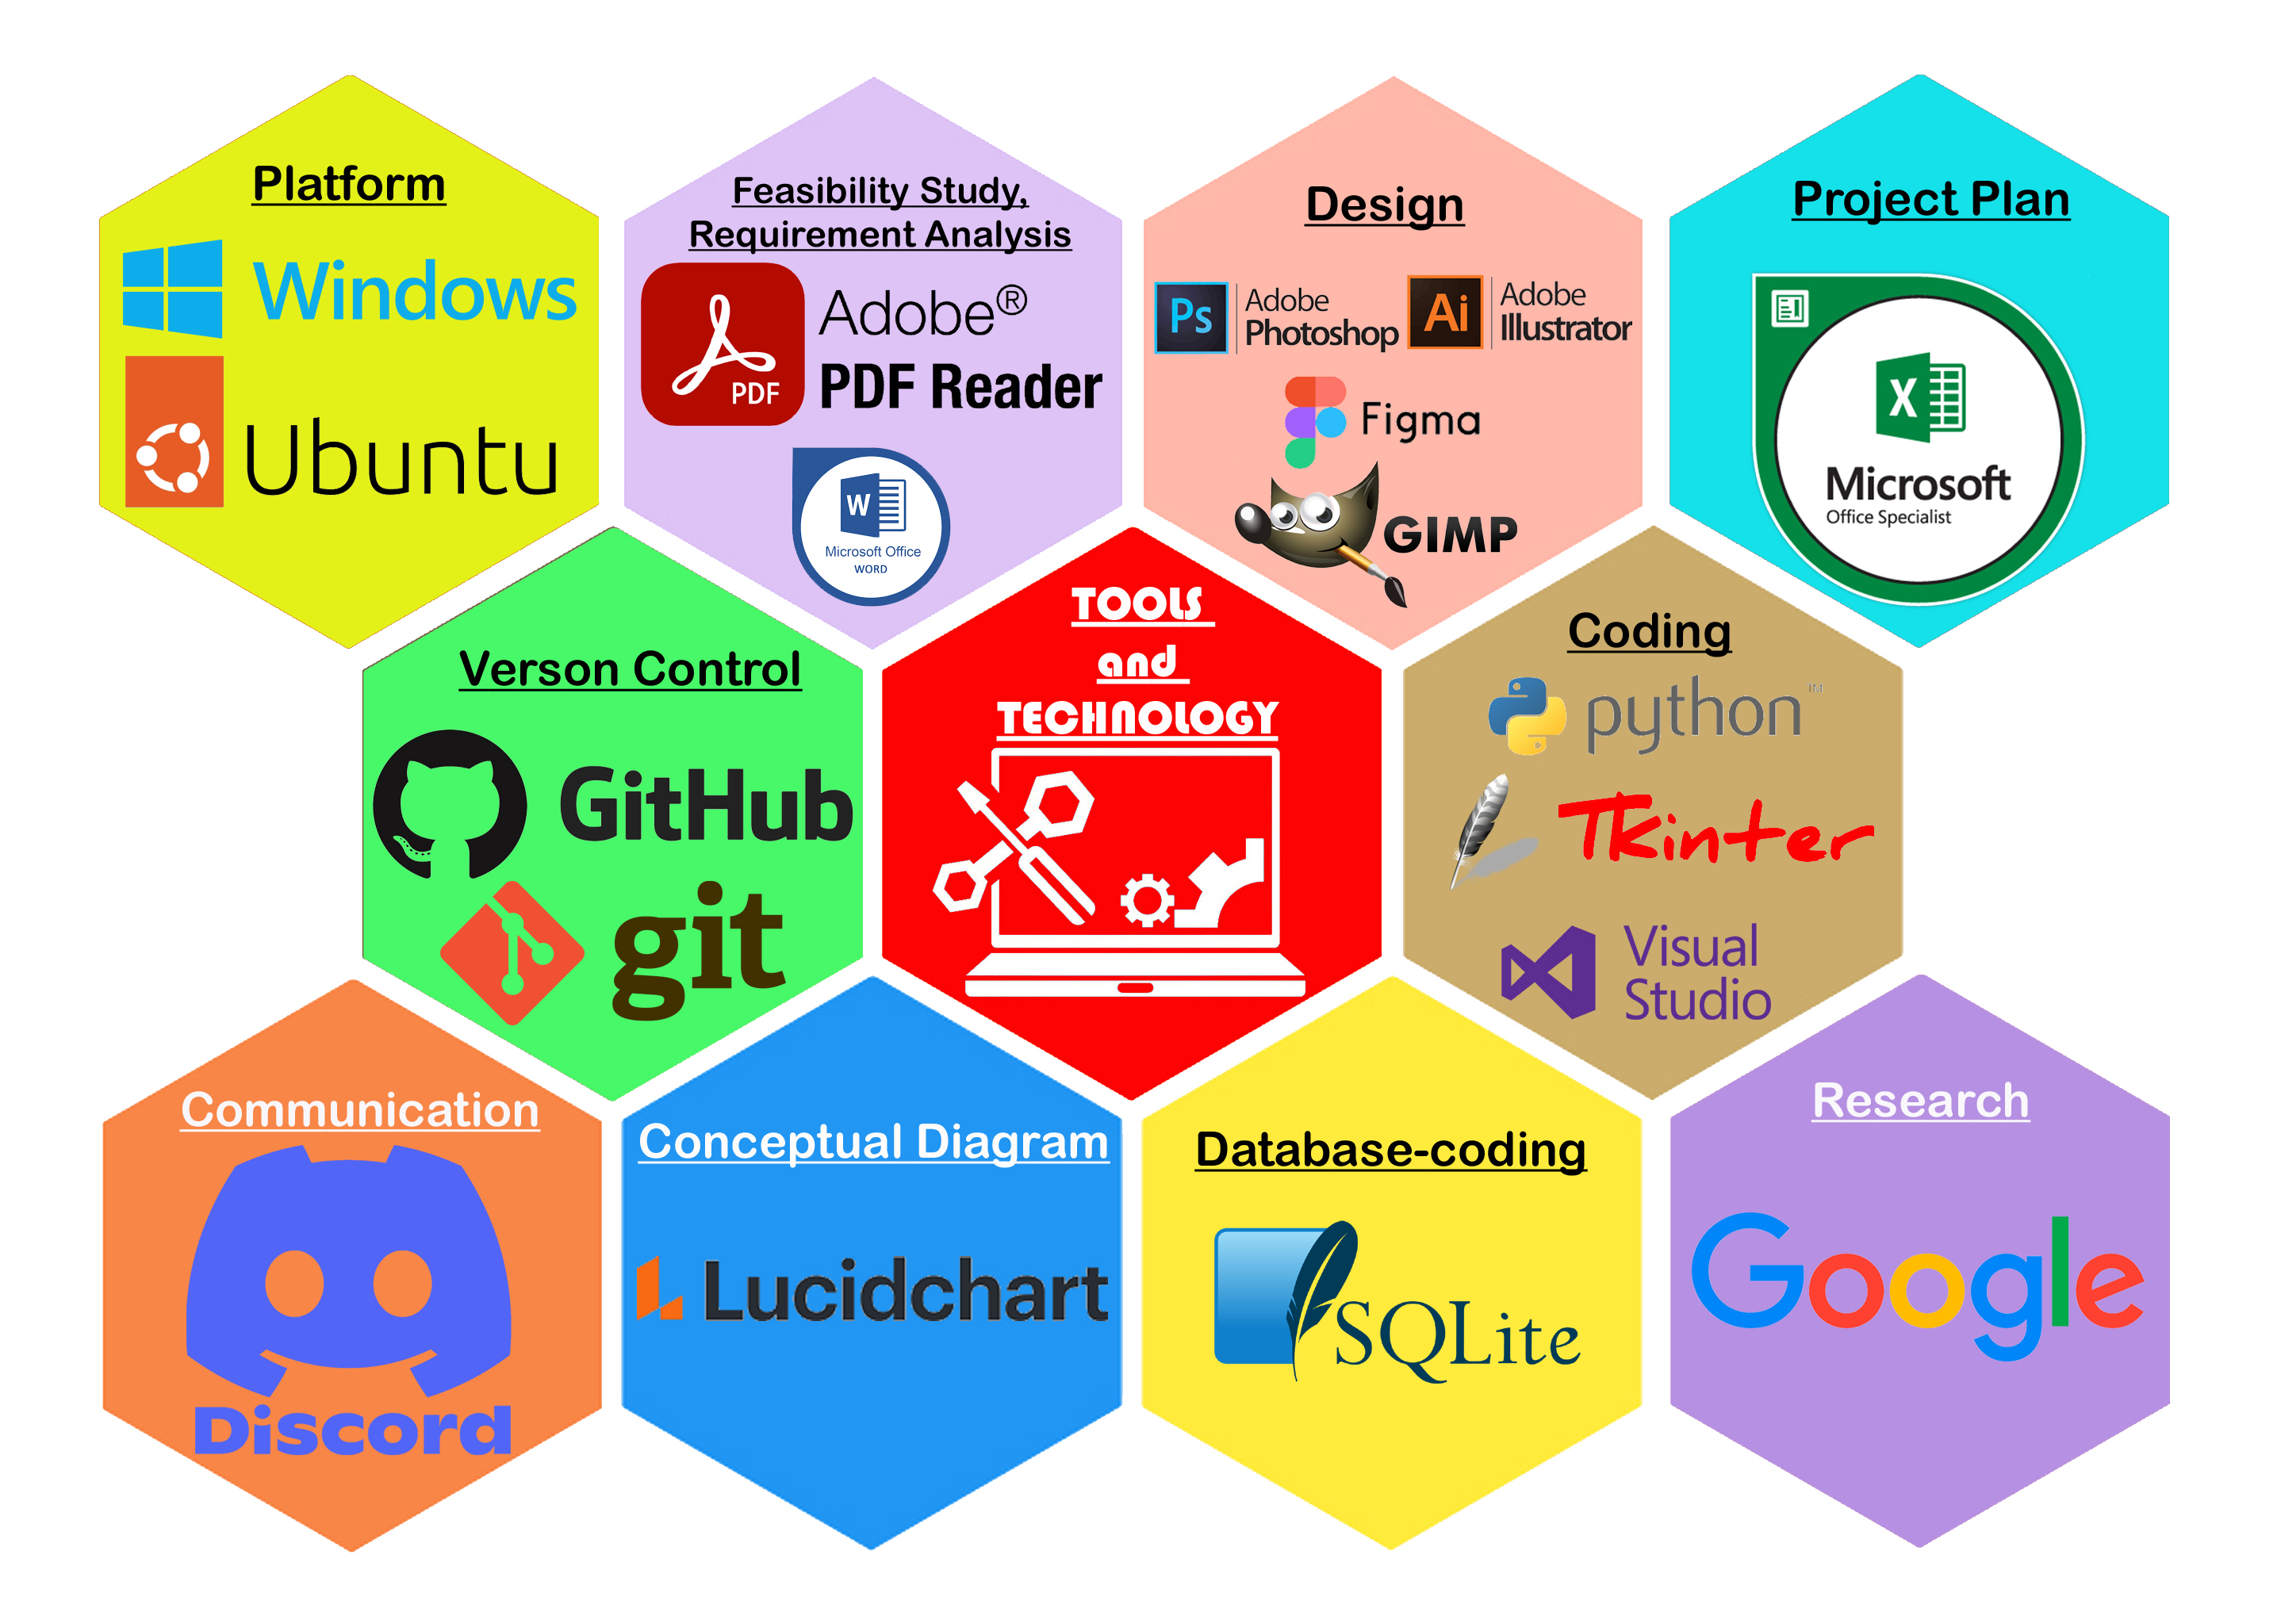 Platform
Windows
Ubuntu
Feasibility Study,
Requirement Analysis
Adobe®
PDF Reader
PDF
W
Microsoft Office
WORD
Design
Ps
Adobe
Photoshop
Ai
Adobe
Illustrator
Figma
GIMP
Project Plan
X
Microsoft
Office Specialist
Verson Control
GitHub
git
TOOLS
and
TECHNOLOGY
Coding
python™
Tkinter
Visual
Studio
Communication
Discord
Conceptual Diagram
Lucidchart
Database-coding
SQLite
Research
Google